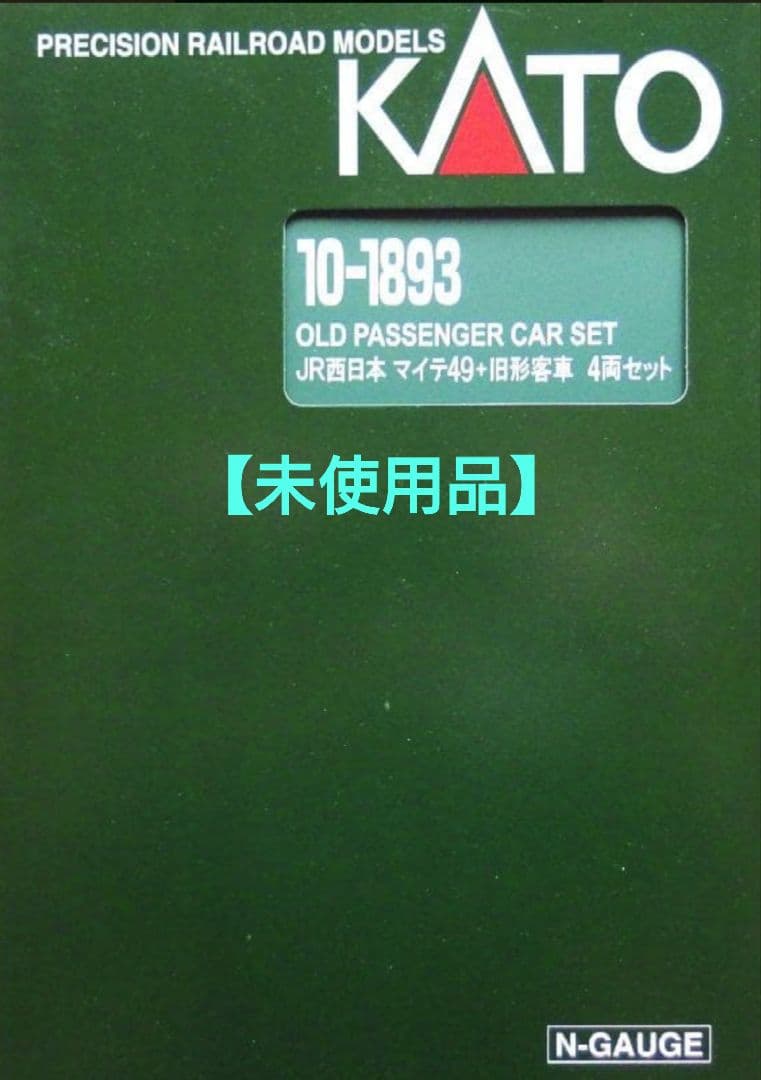 PRECISION RAILROAD MODELS
KATO
10-1893
OLD PASSENGER CAR SET
JR西日本 マイテ49+旧形客車 4両セット
【未使用品】
N-GAUGE